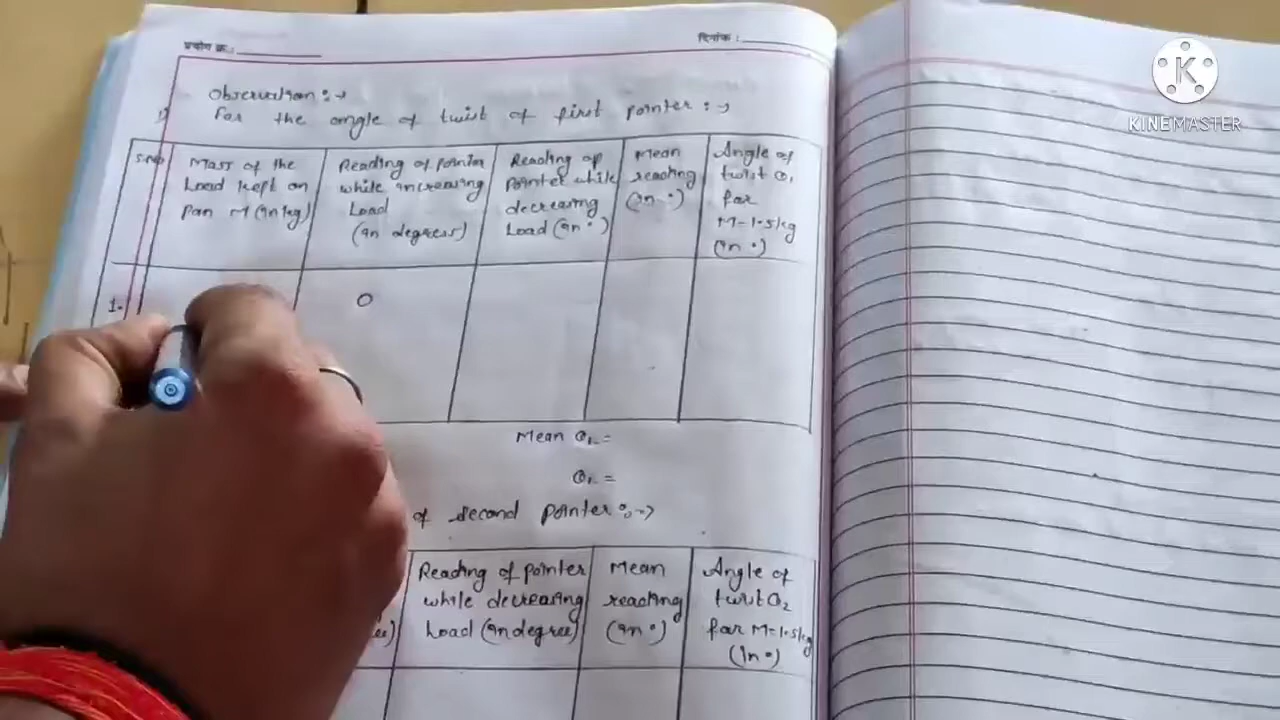 प्रयोग क्र.:
दिनांक :
K
KINEMASTER
Observation:→
1) For the angle of twist of first pointer:→
S.no.
Mass of the
Load kept on
Pan M (in kg)
Reading of pointer
while increasing
Load
(in degress)
Reading of
Pointer while
decreasing
Load (in °)
Mean
reading
(in °)
Angle of
twist θ₁
for
M=1.5kg
(in °)
1.
0
Mean θ₁ =
θ₁ =
of second pointer:→
ee)
Reading of pointer
while decreasing
Load (in degree)
Mean
reading
(in °)
Angle of
twist θ₂
for M=1.5kg
(in °)